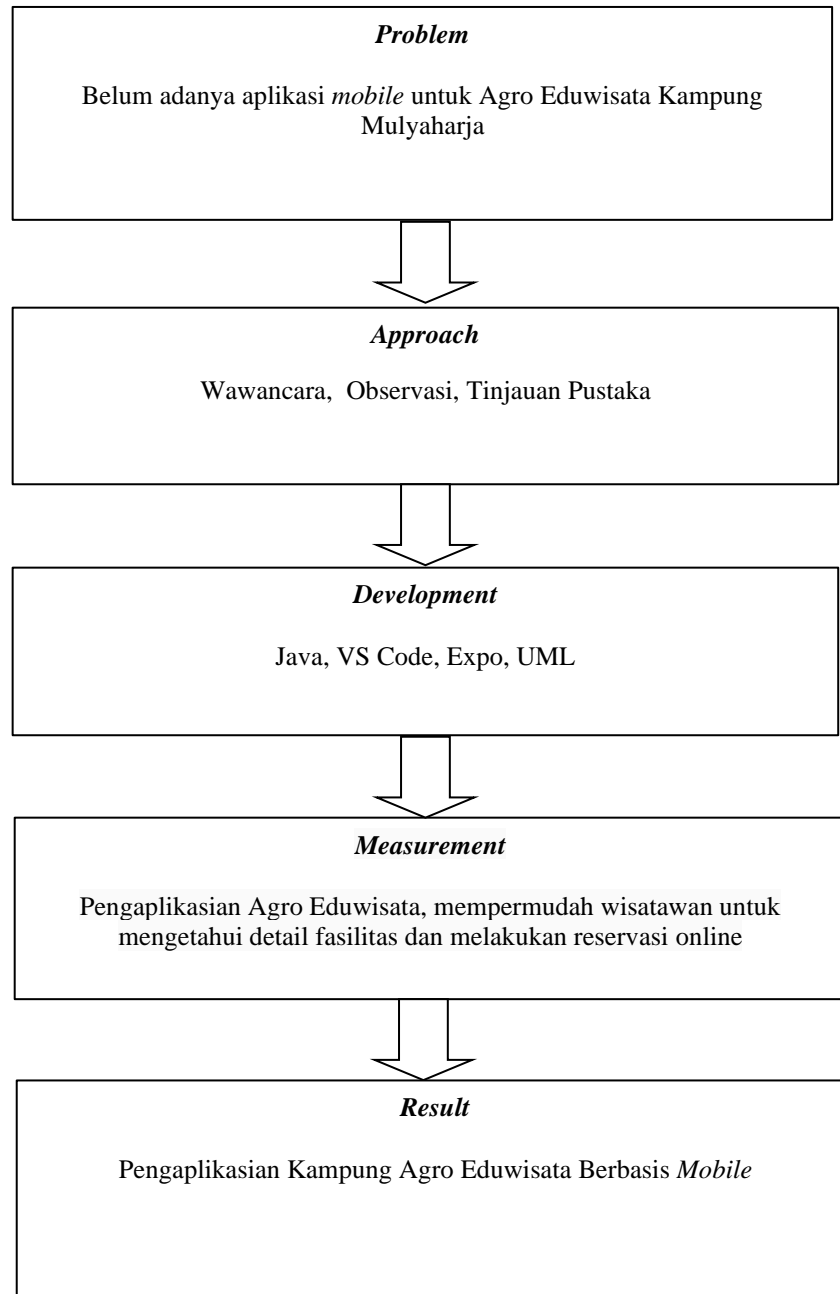 Problem
Belum adanya aplikasi mobile untuk Agro Eduwisata Kampung
Mulyaharja
Approach
Wawancara,  Observasi, Tinjauan Pustaka
Development
Java, VS Code, Expo, UML
Measurement
Pengaplikasian Agro Eduwisata, mempermudah wisatawan untuk
mengetahui detail fasilitas dan melakukan reservasi online
Result
Pengaplikasian Kampung Agro Eduwisata Berbasis Mobile